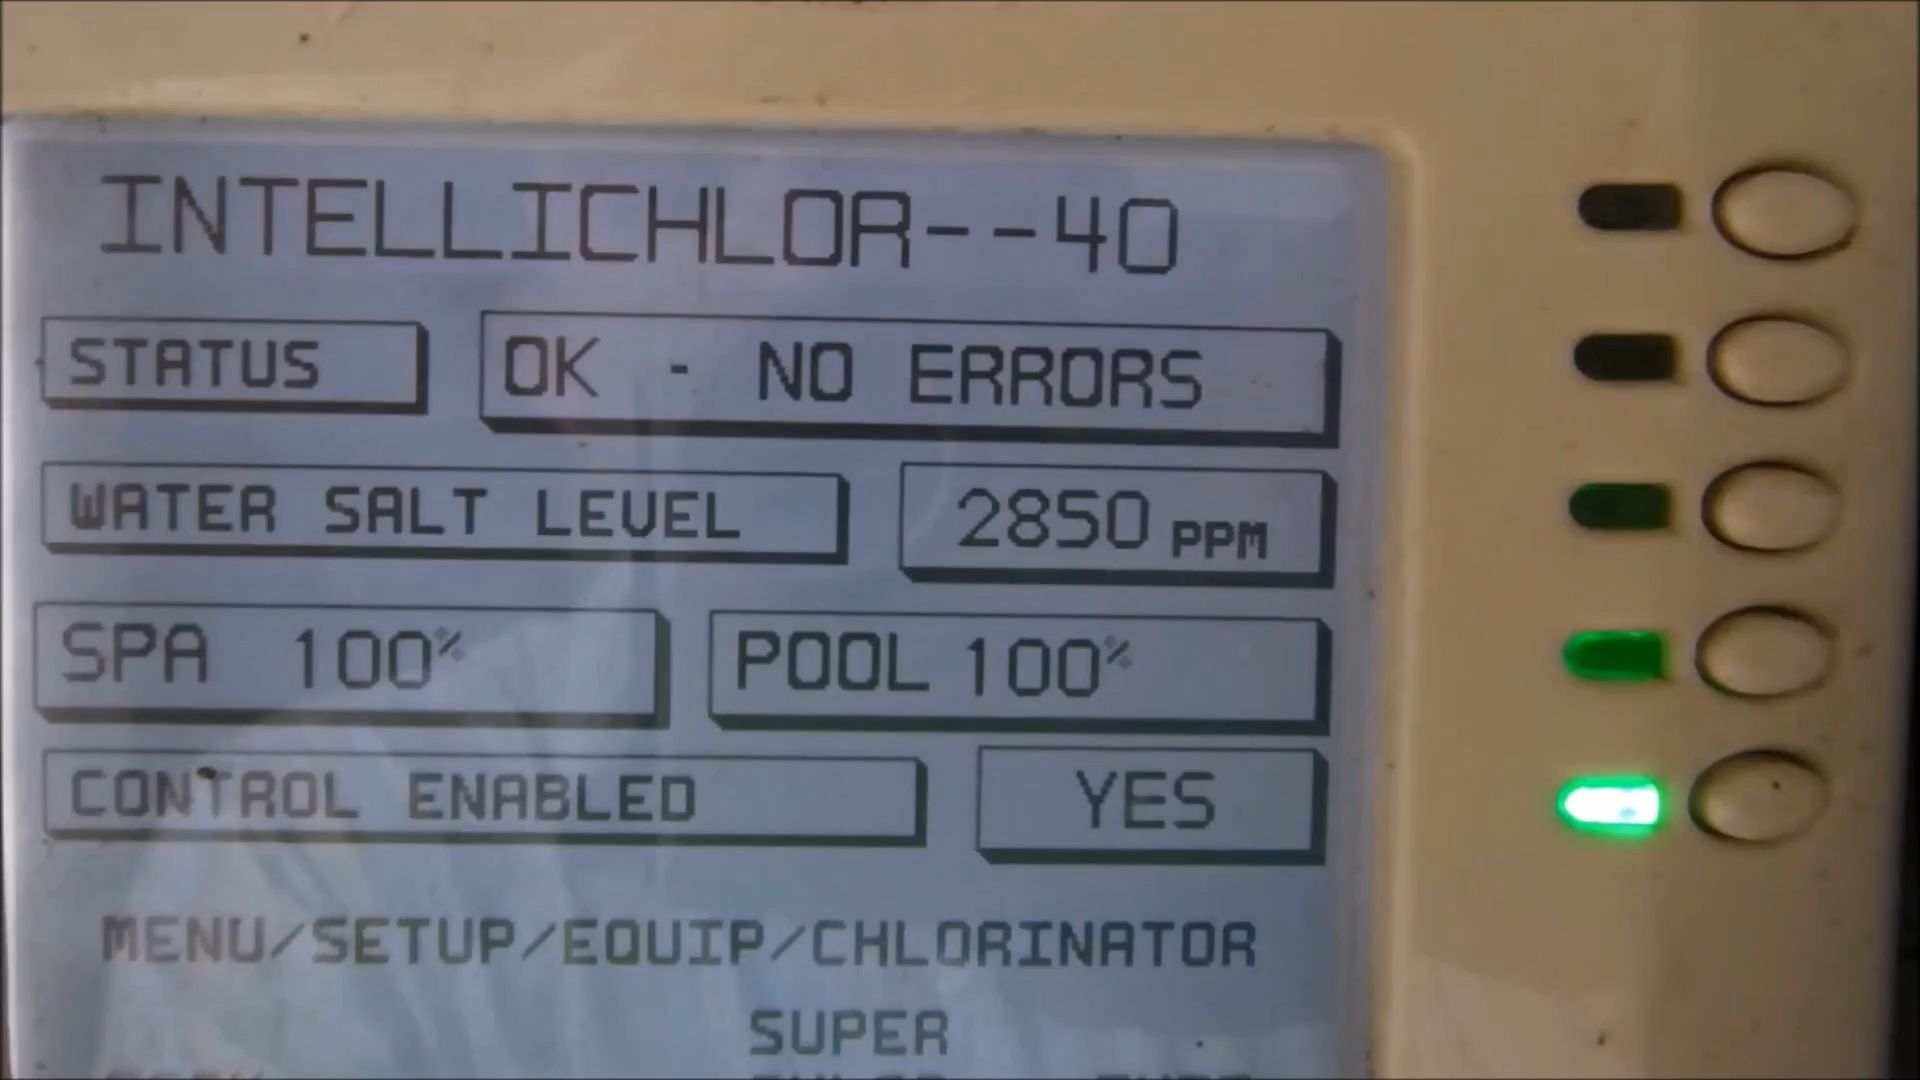 INTELLICHLOR--40
STATUS OK - NO ERRORS
WATER SALT LEVEL 2850 PPM
SPA 100% POOL 100%
CONTROL ENABLED YES
MENU/SETUP/EQUIP/CHLORINATOR
SUPER